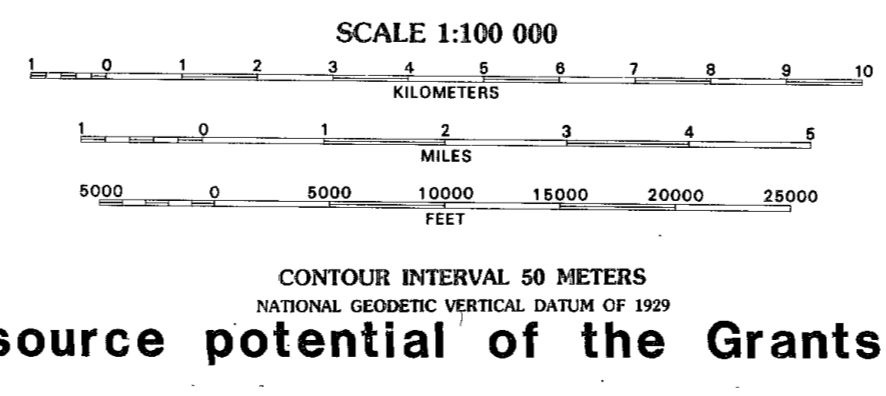 SCALE 1:100 000
1 0 1 2 3 4 5 6 7 8 9 10
KILOMETERS
1 0 1 2 3 4 5
MILES
5000 0 5000 10000 15000 20000 25000
FEET
CONTOUR INTERVAL 50 METERS
NATIONAL GEODETIC VERTICAL DATUM OF 1929
source potential of the Grants